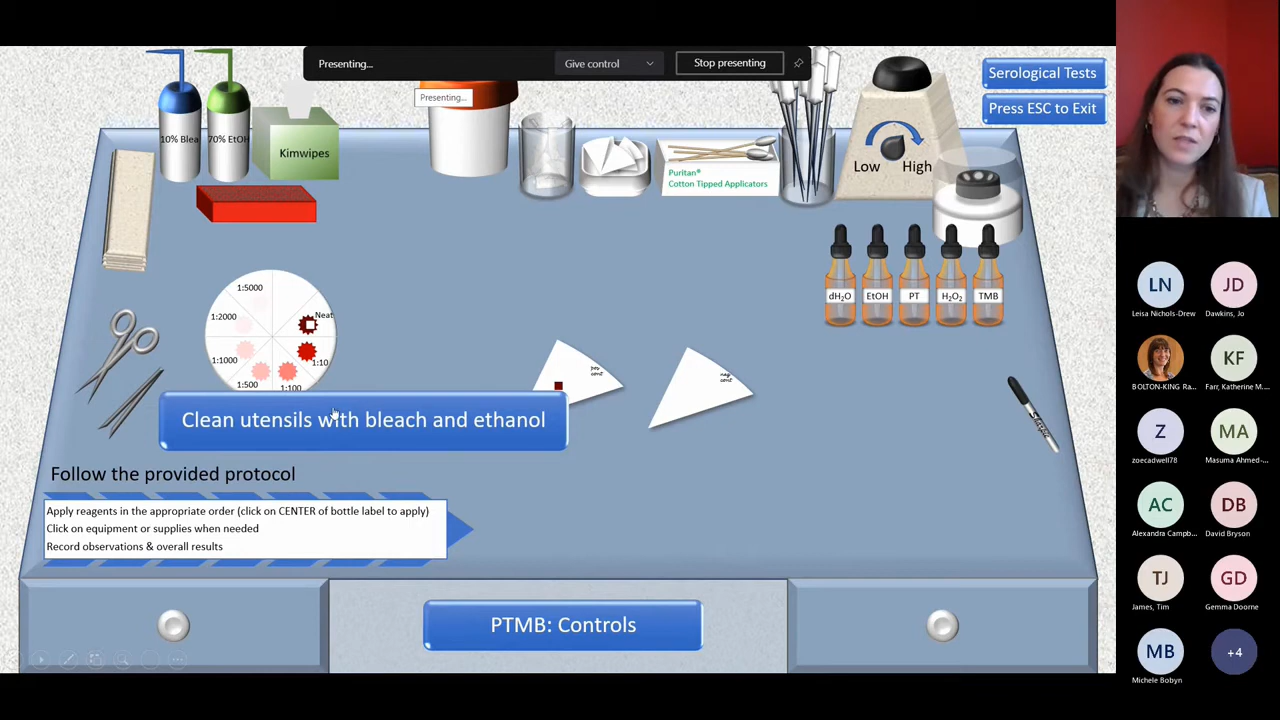 Presenting...
Give control
Stop presenting
Presenting...
Serological Tests
Press ESC to Exit
10% Blea
70% EtOH
Kimwipes
Puritan®
Cotton Tipped Applicators
Low
High
dH₂O
EtOH
PT
H₂O₂
TMB
1:5000
1:2000
Neat
1:1000
1:10
1:500
1:100
pos
cont
neg
cont
Clean utensils with bleach and ethanol
Follow the provided protocol
Apply reagents in the appropriate order (click on CENTER of bottle label to apply)
Click on equipment or supplies when needed
Record observations & overall results
PTMB: Controls
LN
JD
Leisa Nichols-Drew
Dawkins, Jo
KF
BOLTON-KING Ra...
Farr, Katherine M...
Z
MA
zoecadwell78
Masuma Ahmed-...
AC
DB
Alexandra Campb...
David Bryson
TJ
GD
James, Tim
Gemma Doorne
MB
+4
Michele Bobyn